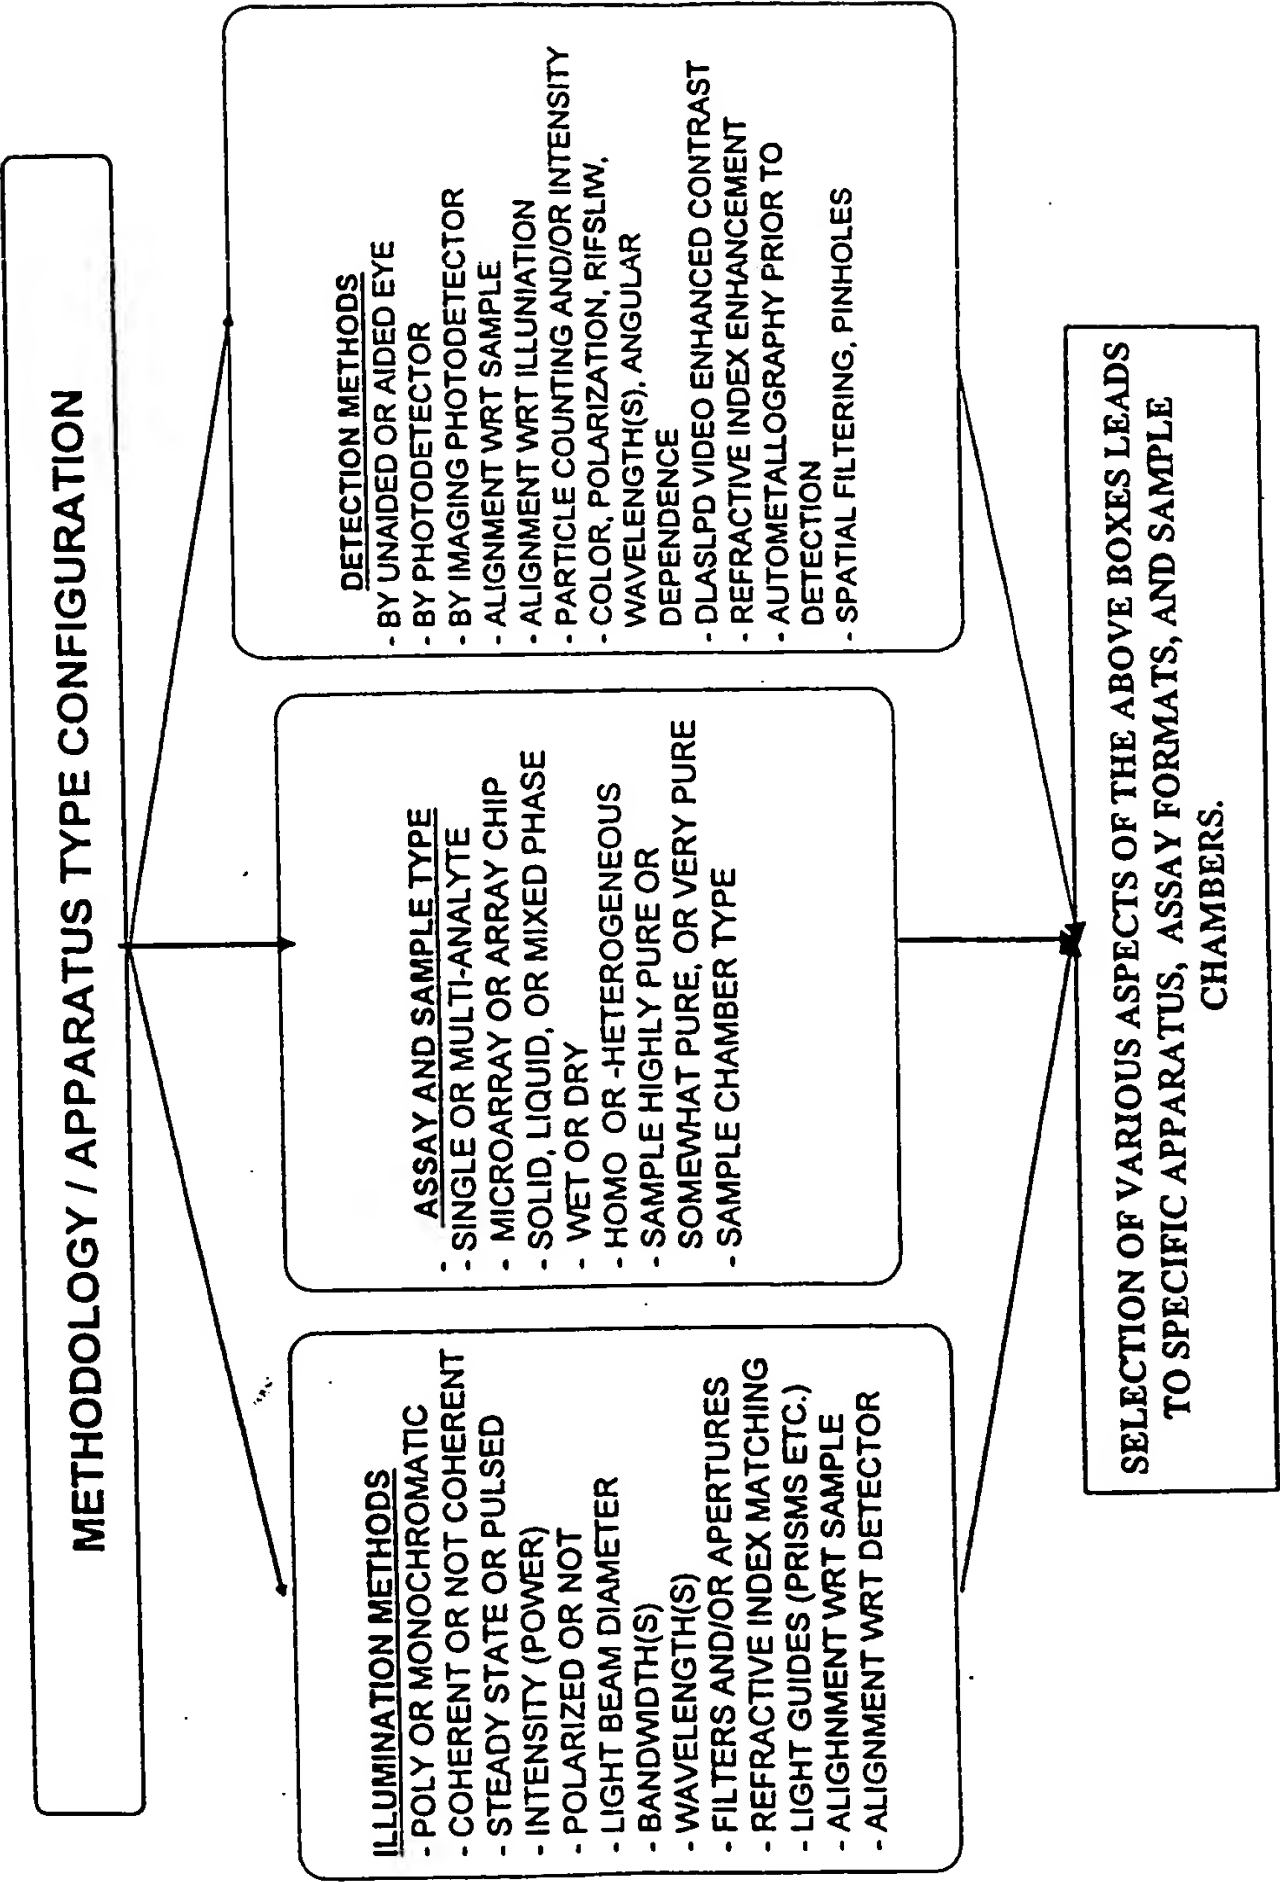 METHODOLOGY / APPARATUS TYPE CONFIGURATION
ILLUMINATION METHODS
- POLY OR MONOCHROMATIC
- COHERENT OR NOT COHERENT
- STEADY STATE OR PULSED
- INTENSITY (POWER)
- POLARIZED OR NOT
- LIGHT BEAM DIAMETER
- BANDWIDTH(S)
- WAVELENGTH(S)
- FILTERS AND/OR APERTURES
- REFRACTIVE INDEX MATCHING
- LIGHT GUIDES (PRISMS ETC.)
- ALIGHNMENT WRT SAMPLE
- ALIGNMENT WRT DETECTOR
ASSAY AND SAMPLE TYPE
- SINGLE OR MULTI-ANALYTE
- MICROARRAY OR ARRAY CHIP
- SOLID, LIQUID, OR MIXED PHASE
- WET OR DRY
- HOMO OR -HETEROGENEOUS
- SAMPLE HIGHLY PURE OR
SOMEWHAT PURE, OR VERY PURE
- SAMPLE CHAMBER TYPE
DETECTION METHODS
- BY UNAIDED OR AIDED EYE
- BY PHOTODETECTOR
- BY IMAGING PHOTODETECTOR
- ALIGNMENT WRT SAMPLE
- ALIGNMENT WRT ILLUNIATION
- PARTICLE COUNTING AND/OR INTENSITY
- COLOR, POLARIZATION, RIFSLIW,
WAVELENGTH(S), ANGULAR
DEPENDENCE
- DLASLPD VIDEO ENHANCED CONTRAST
- REFRACTIVE INDEX ENHANCEMENT
- AUTOMETALLOGRAPHY PRIOR TO
DETECTION
- SPATIAL FILTERING, PINHOLES
SELECTION OF VARIOUS ASPECTS OF THE ABOVE BOXES LEADS
TO SPECIFIC APPARATUS, ASSAY FORMATS, AND SAMPLE
CHAMBERS.